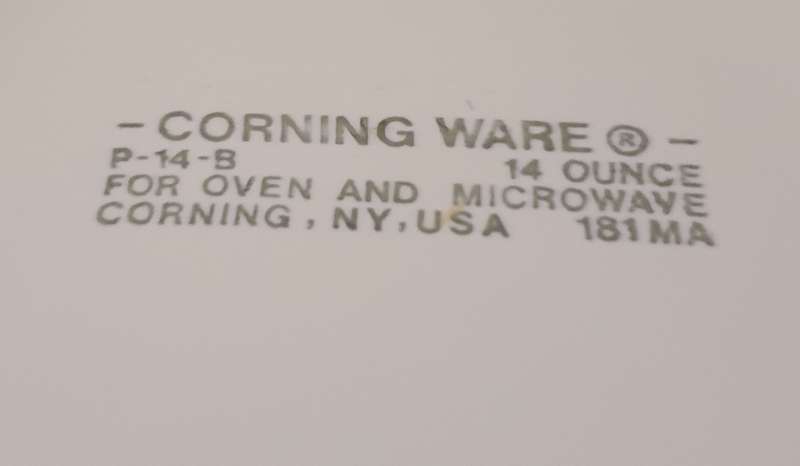 - CORNING WARE ® -
P-14-B 14 OUNCE
FOR OVEN AND MICROWAVE
CORNING, NY, USA 181 MA